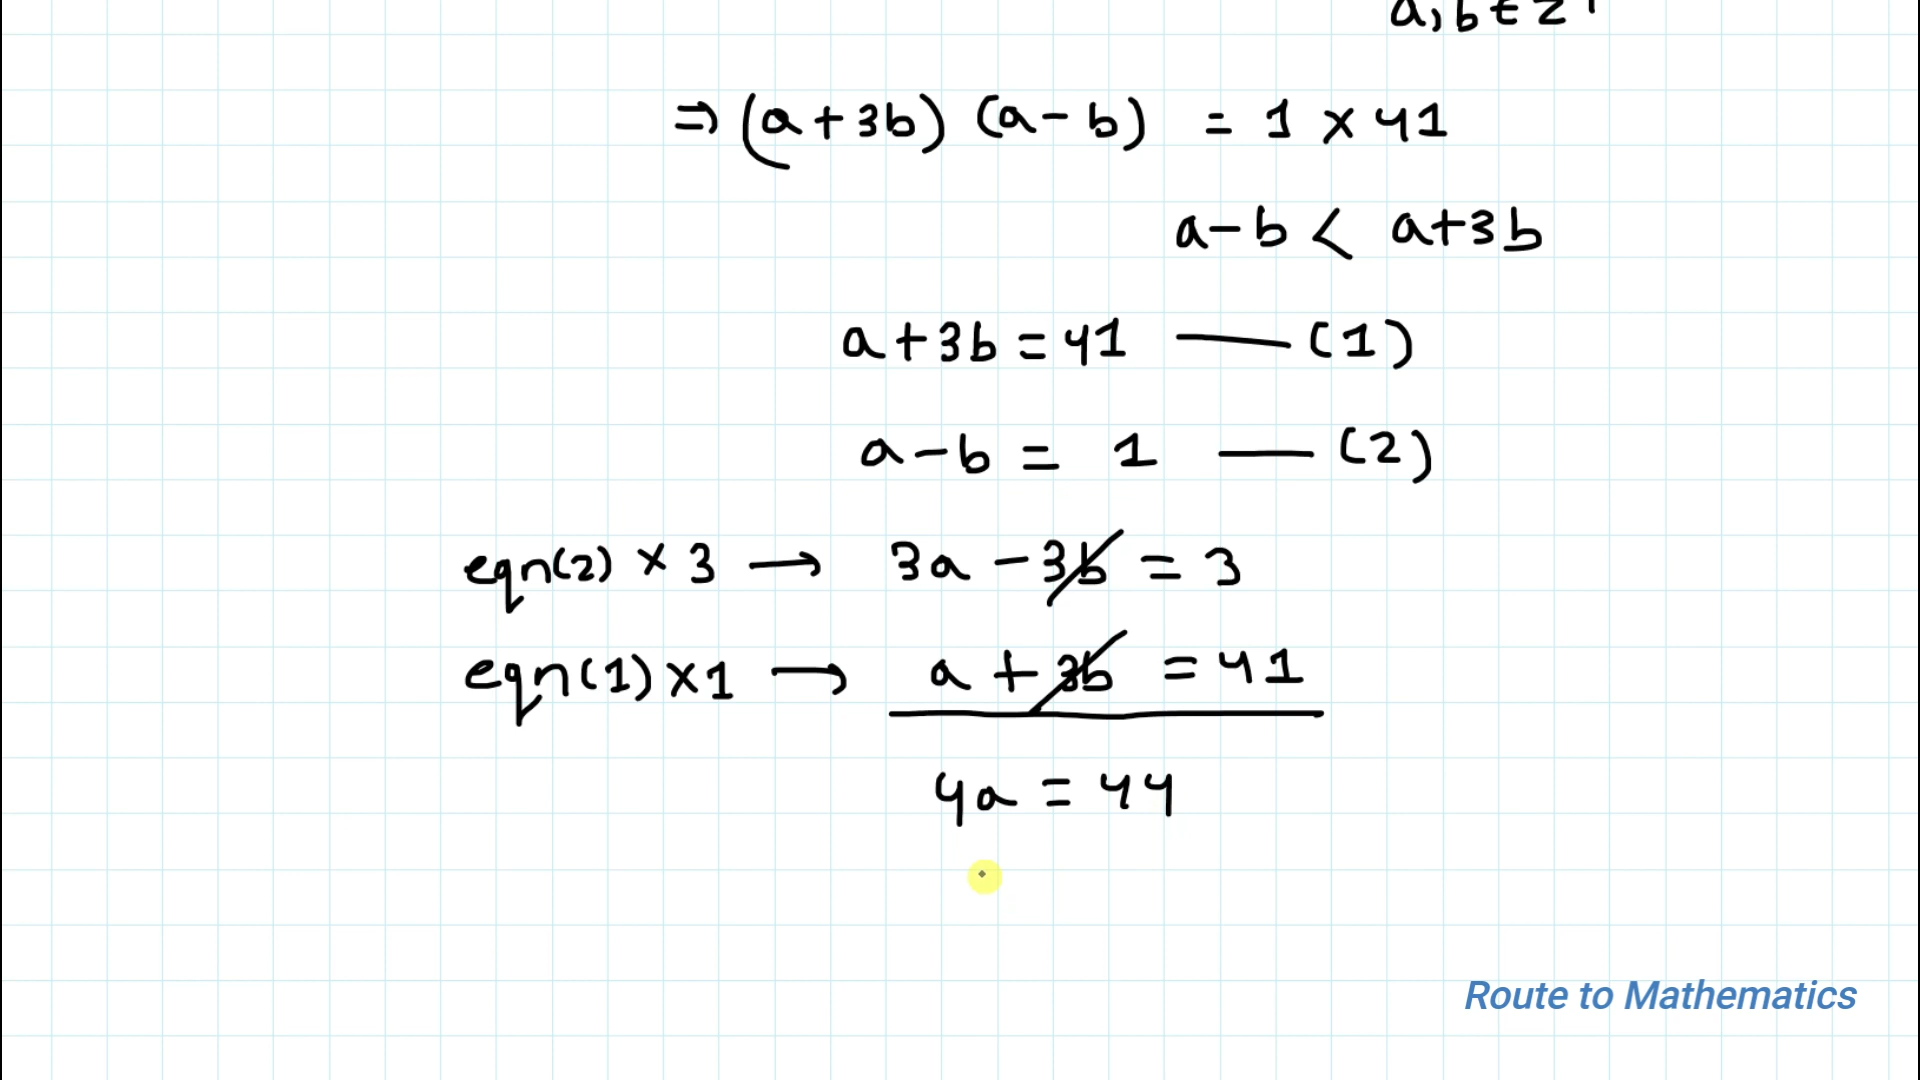 a, b ∈ Z+
⇒ (a + 3b) (a - b) = 1 × 41
a - b < a + 3b
a + 3b = 41 —— (1)
a - b = 1 —— (2)
eqn(2) × 3 → 3a - 3b = 3
eqn(1) × 1 → a + 3b = 41
4a = 44
Route to Mathematics